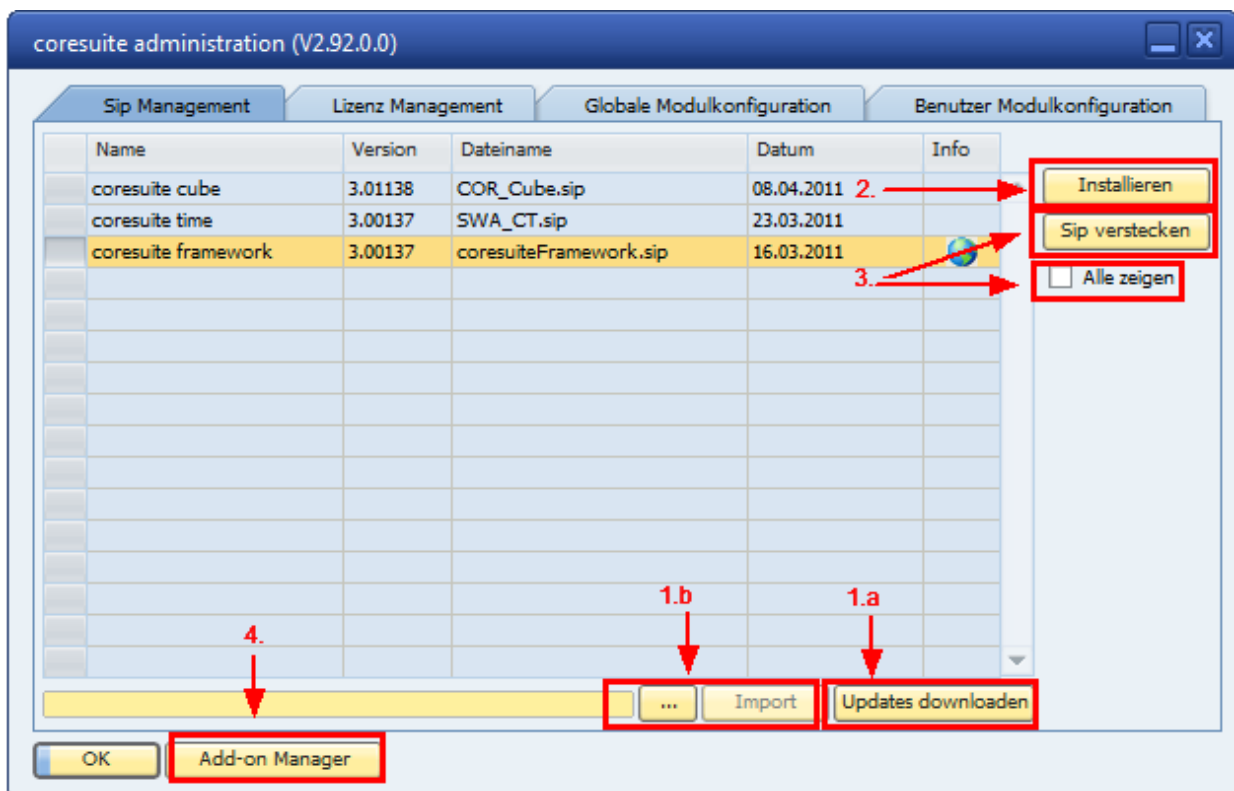 coresuite administration (V2.92.0.0)
Sip Management Lizenz Management Globale Modulkonfiguration Benutzer Modulkonfiguration
Name Version Dateiname Datum Info
coresuite cube 3.01138 COR_Cube.sip 08.04.2011 2. Installieren
coresuite time 3.00137 SWA_CT.sip 23.03.2011
Sip verstecken
coresuite framework 3.00137 coresuiteFramework.sip 16.03.2011
3. Alle zeigen
1.b 1.a
4.
... Import Updates downloaden
OK Add-on Manager